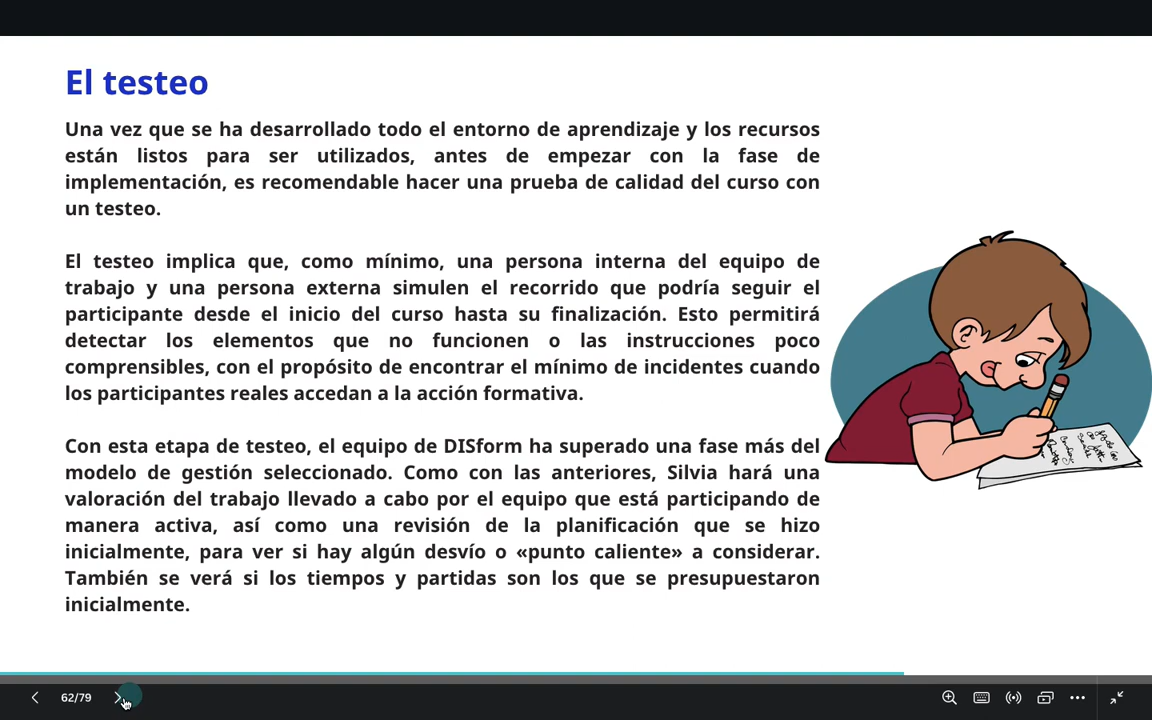 El testeo
Una vez que se ha desarrollado todo el entorno de aprendizaje y los recursos
están listos para ser utilizados, antes de empezar con la fase de
implementación, es recomendable hacer una prueba de calidad del curso con
un testeo.
El testeo implica que, como mínimo, una persona interna del equipo de
trabajo y una persona externa simulen el recorrido que podría seguir el
participante desde el inicio del curso hasta su finalización. Esto permitirá
detectar los elementos que no funcionen o las instrucciones poco
comprensibles, con el propósito de encontrar el mínimo de incidentes cuando
los participantes reales accedan a la acción formativa.
Con esta etapa de testeo, el equipo de DISform ha superado una fase más del
modelo de gestión seleccionado. Como con las anteriores, Silvia hará una
valoración del trabajo llevado a cabo por el equipo que está participando de
manera activa, así como una revisión de la planificación que se hizo
inicialmente, para ver si hay algún desvío o «punto caliente» a considerar.
También se verá si los tiempos y partidas son los que se presupuestaron
inicialmente.
62/79